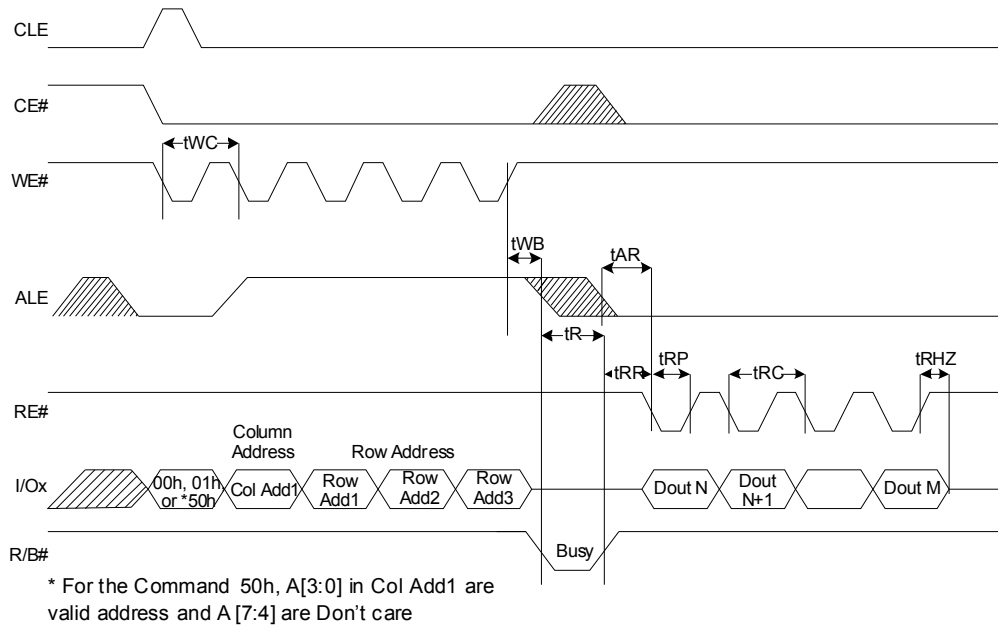 CLE
CE#
tWC
WE#
tWB
tAR
ALE
tR
tRR
tRP
tRC
tRHZ
RE#
Column
Address
Row Address
I/Ox
00h, 01h
or *50h
Col Add1
Row
Add1
Row
Add2
Row
Add3
Dout N
Dout
N+1
Dout M
R/B#
Busy
* For the Command 50h, A[3:0] in Col Add1 are
valid address and A [7:4] are Don't care